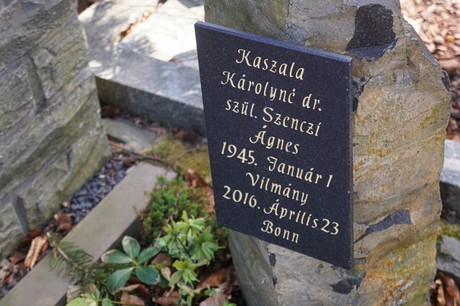 Kaszala
Károlyné dr.
szül. Szenczi
Ágnes
1945. Január 1
Vilmány
2016. Április 23
Bonn